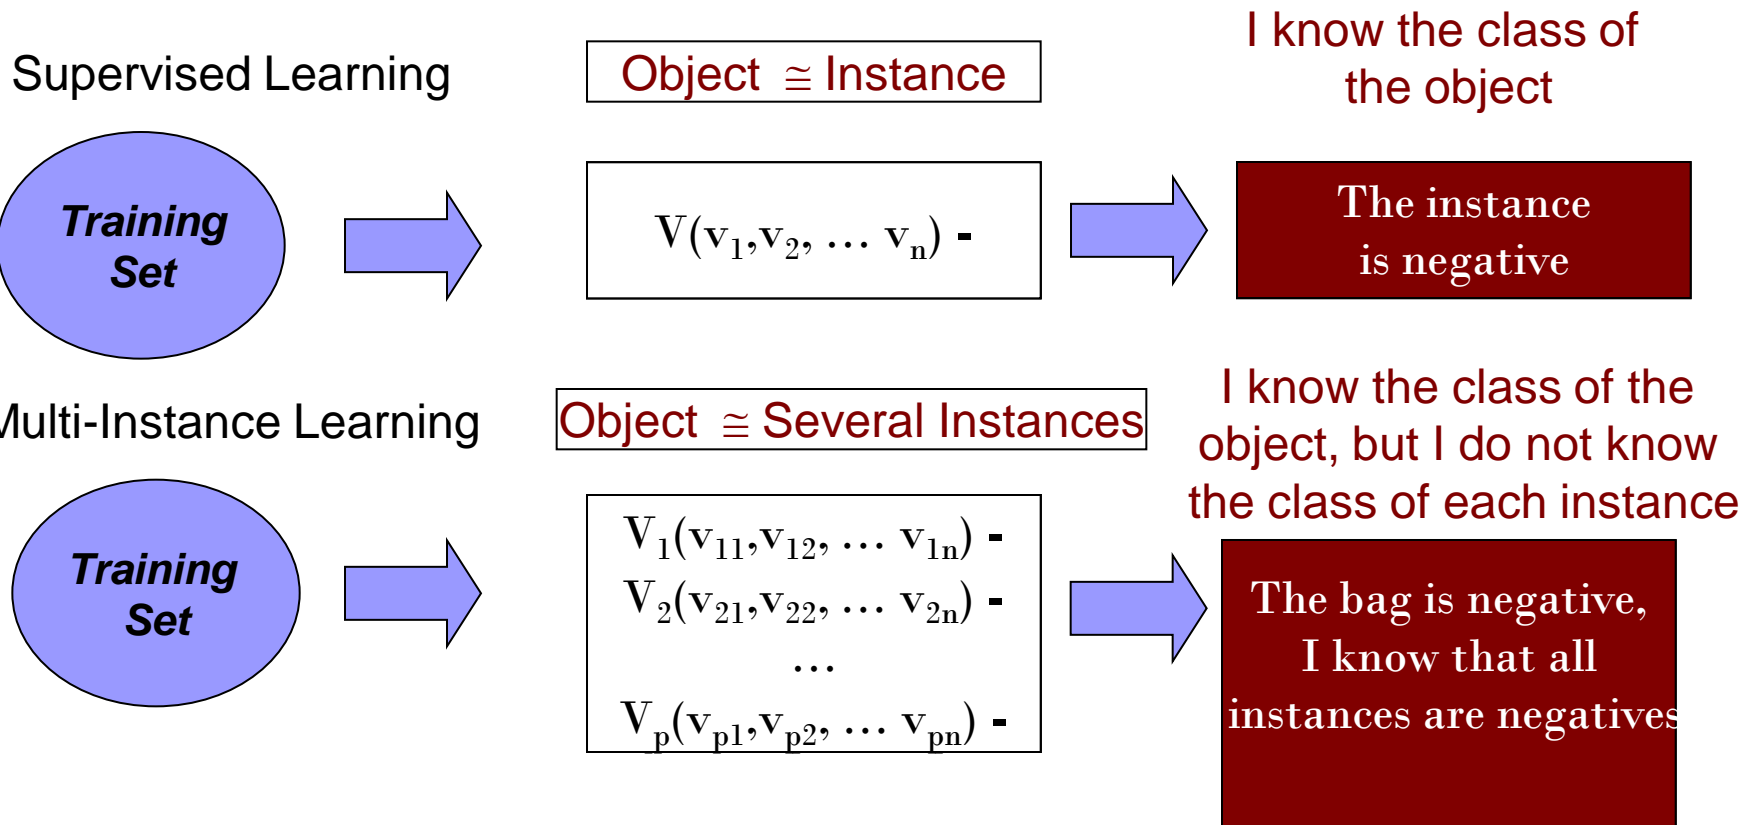 Supervised Learning
Object ≅ Instance
I know the class of
the object
Training
Set
V(v₁,v₂, … vₙ) -
The instance
is negative
Multi-Instance Learning
Object ≅ Several Instances
I know the class of the
object, but I do not know
the class of each instance
Training
Set
V₁(v₁₁,v₁₂, … v₁ₙ) -
V₂(v₂₁,v₂₂, … v₂ₙ) -
…
Vₚ(vₚ₁,vₚ₂, … vₚₙ) -
The bag is negative,
I know that all
instances are negatives